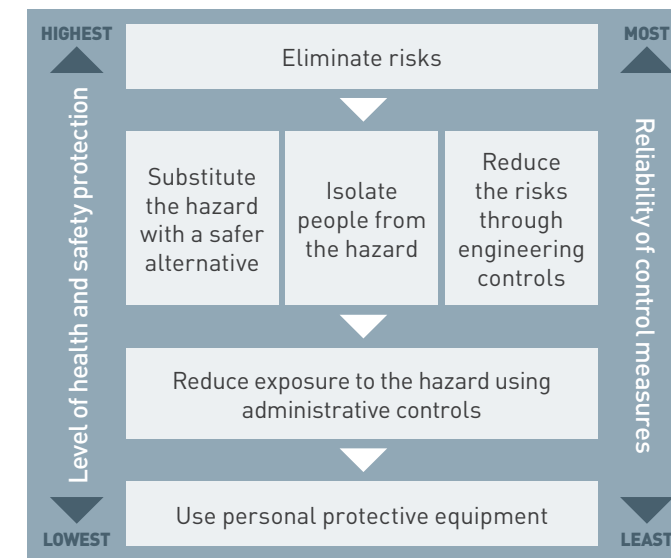 HIGHEST
MOST
Level of health and safety protection
Reliability of control measures
Eliminate risks
Substitute
the hazard
with a safer
alternative
Isolate
people from
the hazard
Reduce
the risks
through
engineering
controls
Reduce exposure to the hazard using
administrative controls
Use personal protective equipment
LOWEST
LEAST